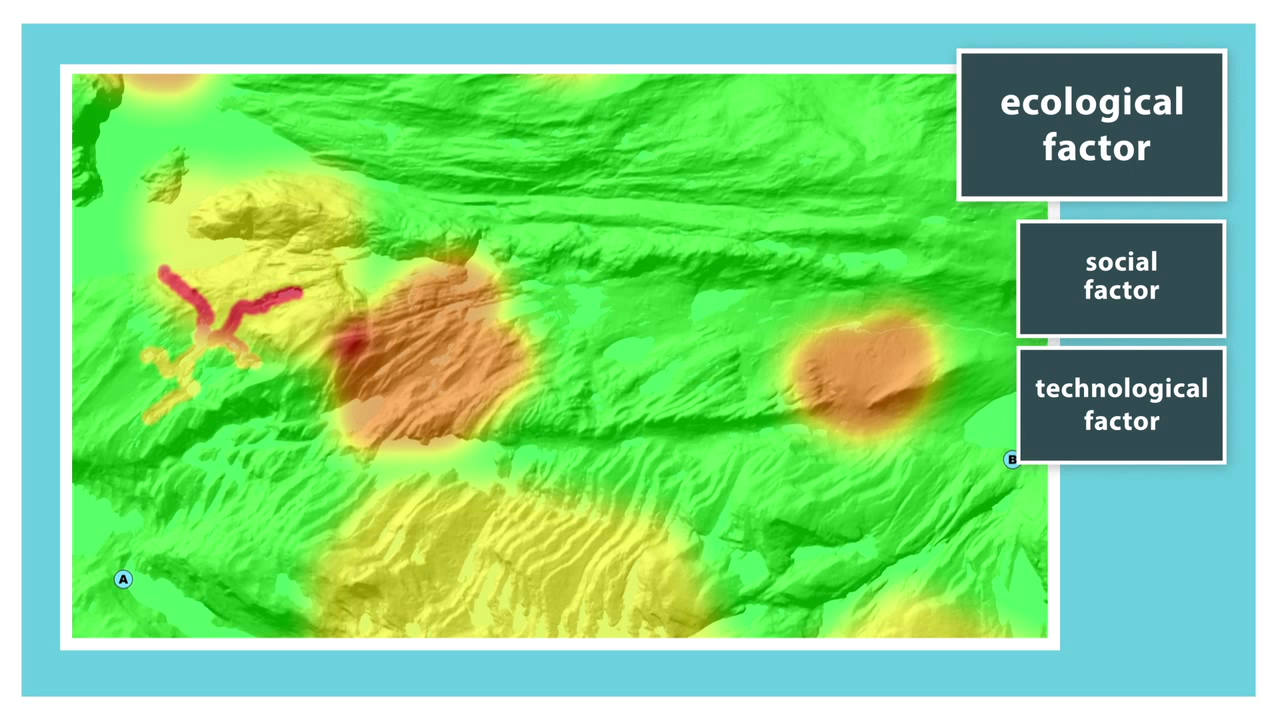 ecological
factor
social
factor
technological
factor
B
A